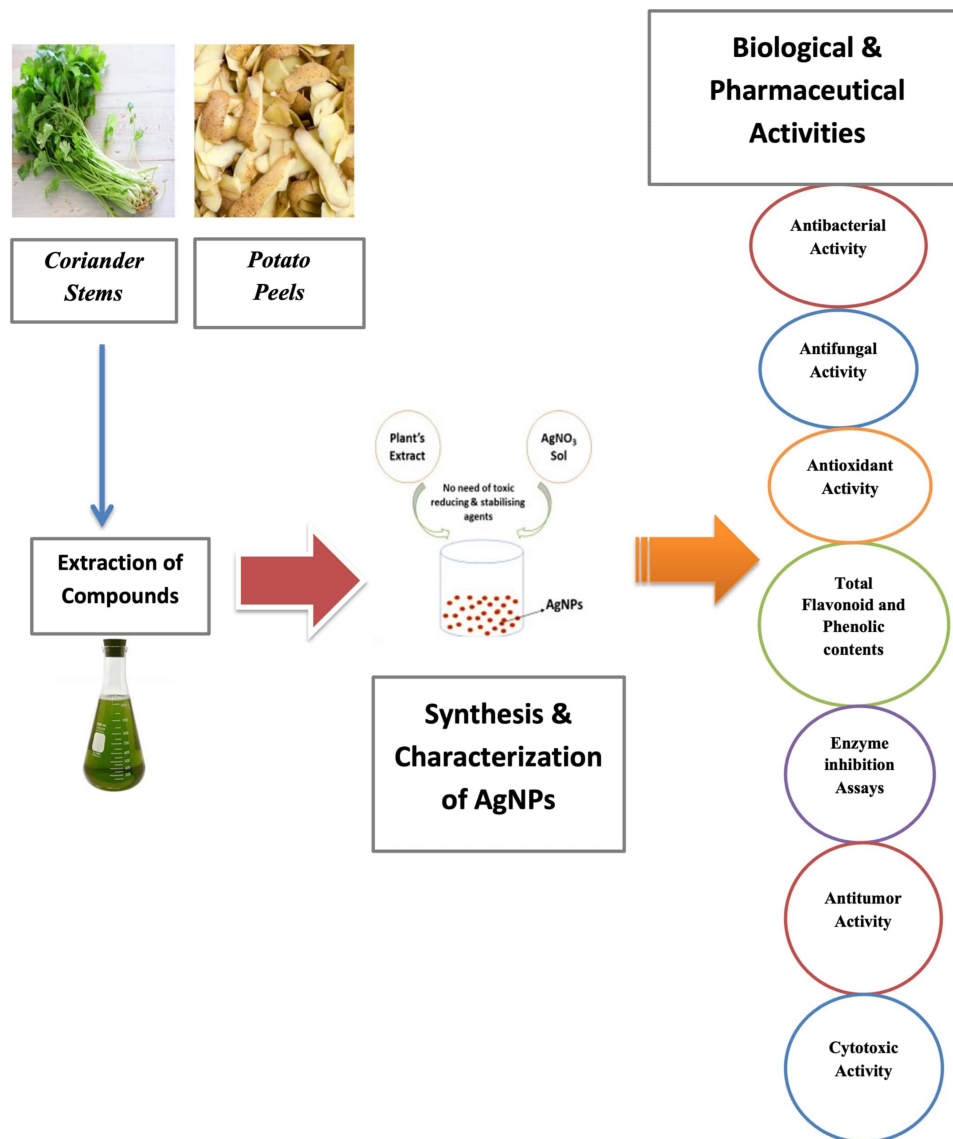 Coriander
Stems
Potato
Peels
Extraction of
Compounds
Plant's
Extract
AgNO₃
Sol
No need of toxic
reducing & stabilising
agents
AgNPs
Synthesis &
Characterization
of AgNPs
Biological &
Pharmaceutical
Activities
Antibacterial
Activity
Antifungal
Activity
Antioxidant
Activity
Total
Flavonoid and
Phenolic
contents
Enzyme
inhibition
Assays
Antitumor
Activity
Cytotoxic
Activity